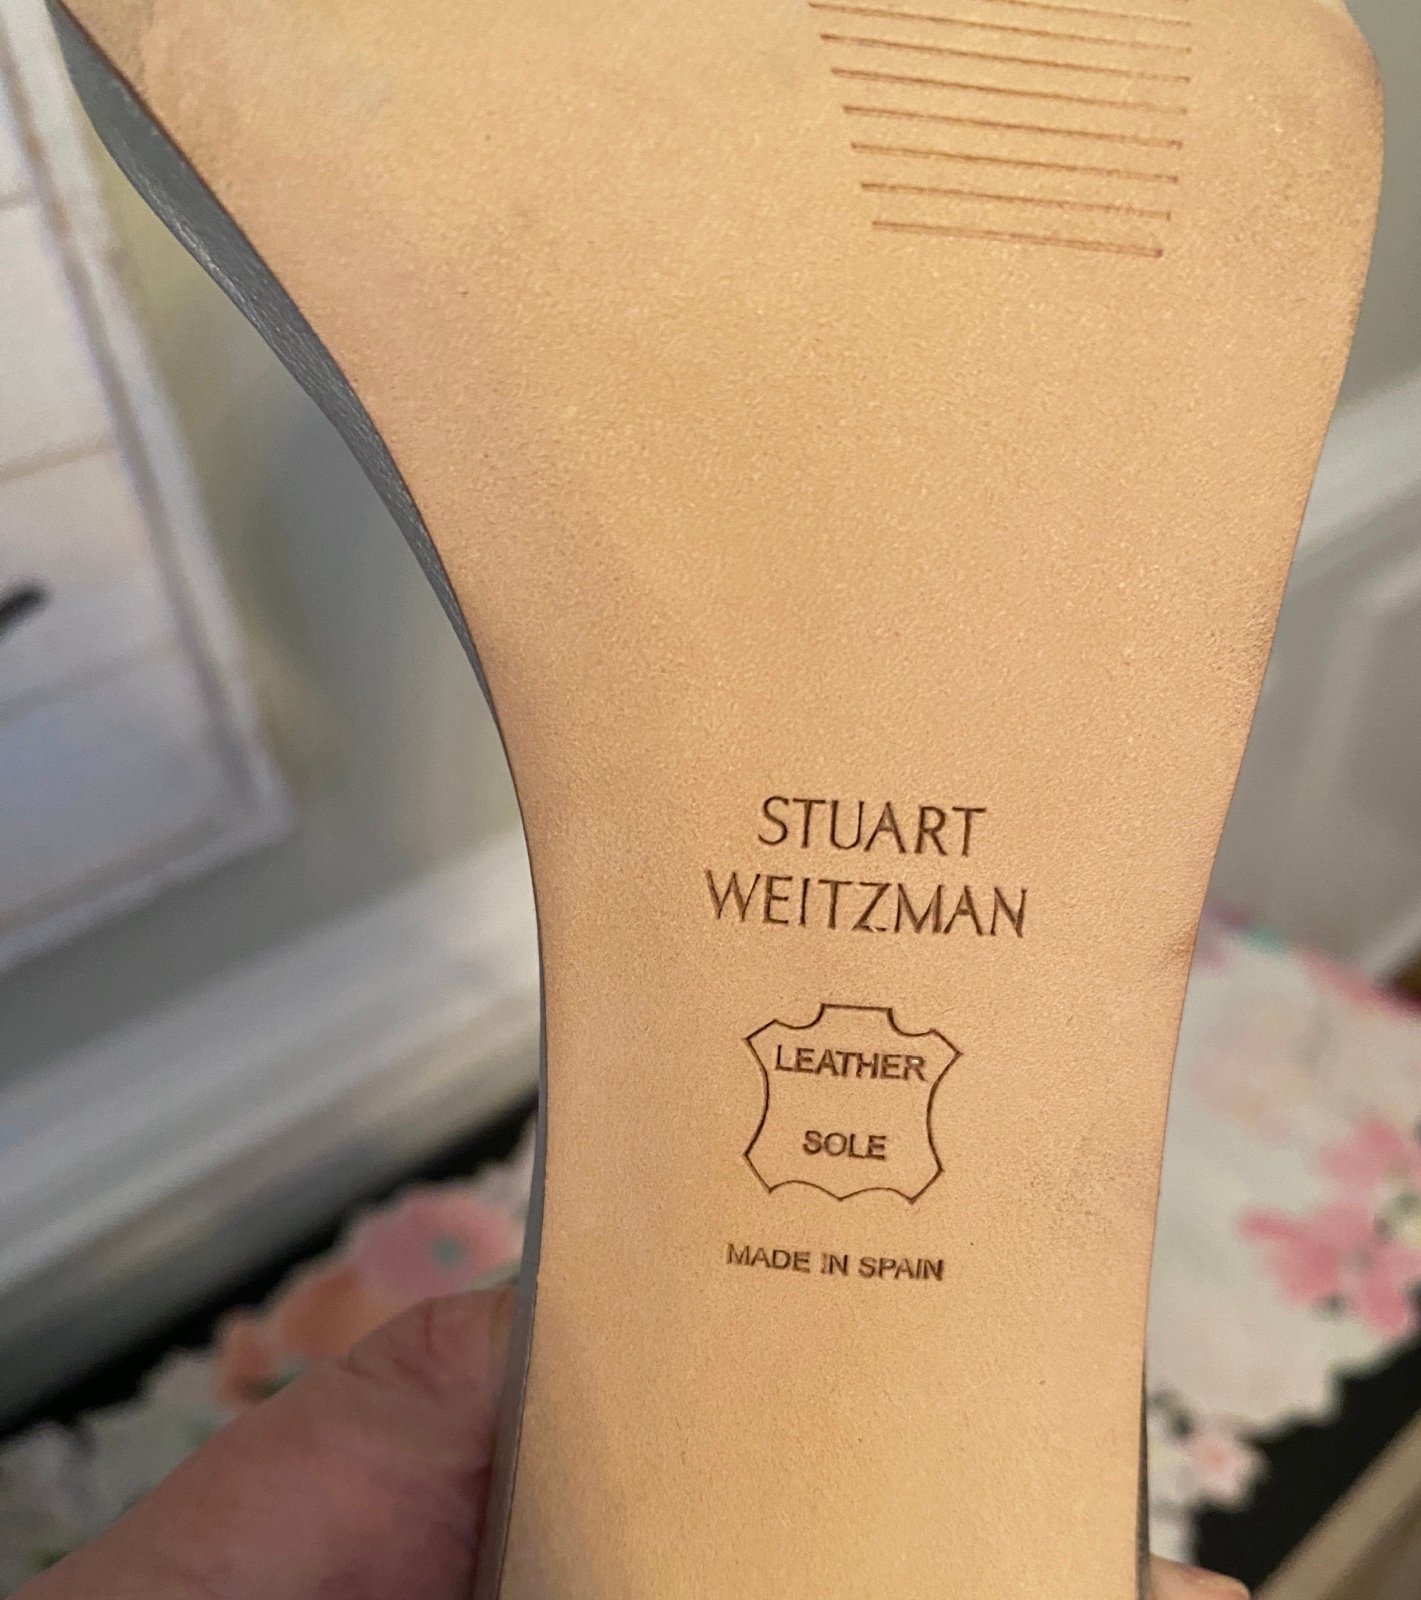 STUART
WEITZMAN
LEATHER
SOLE
MADE IN SPAIN